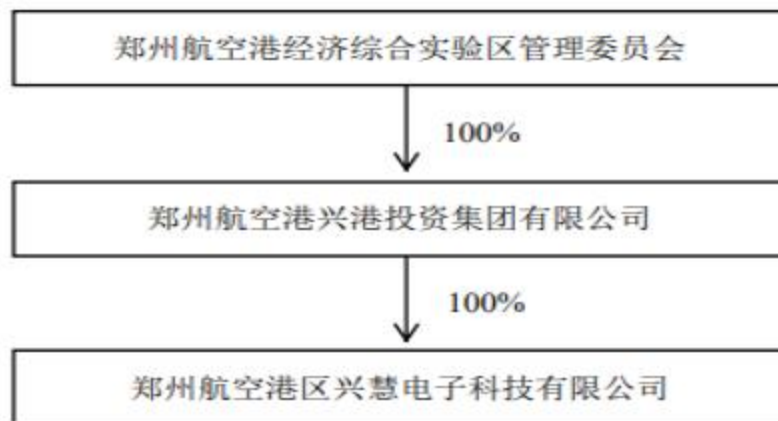 郑州航空港经济综合实验区管理委员会
100%
郑州航空港兴港投资集团有限公司
100%
郑州航空港区兴慧电子科技有限公司